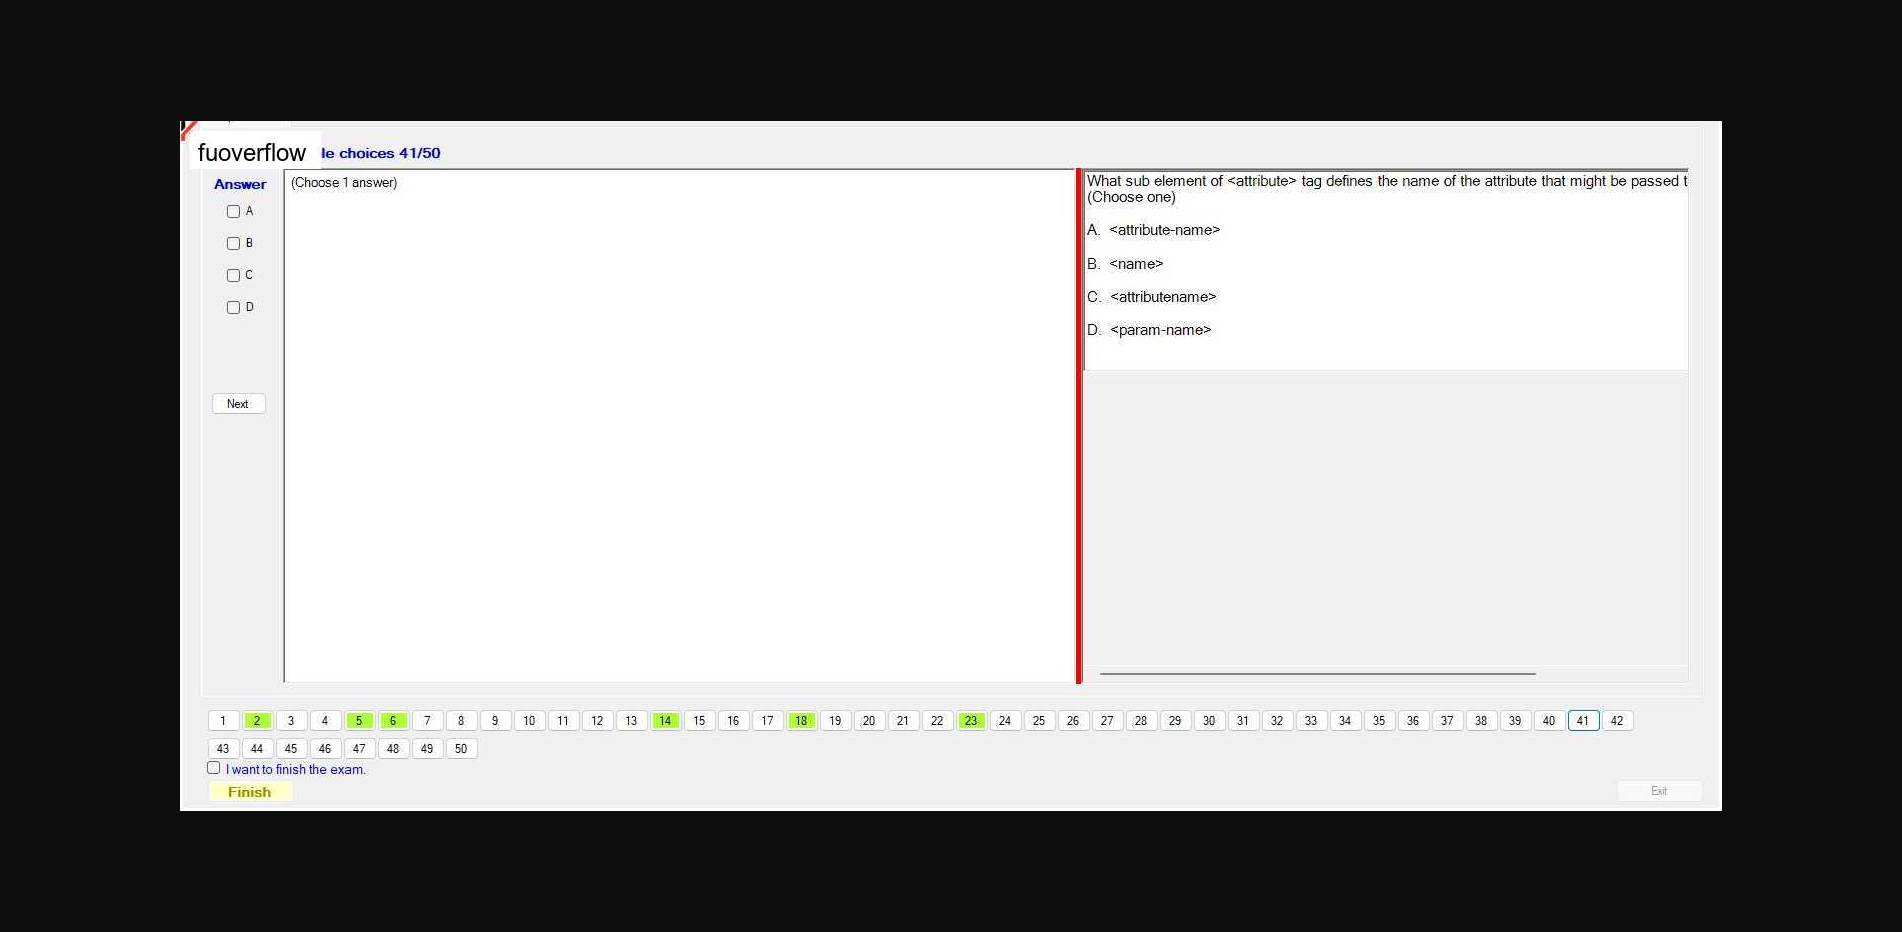 fuoverflow
le choices 41/50
Answer
(Choose 1 answer)
A
B
C
D
Next
What sub element of <attribute> tag defines the name of the attribute that might be passed t
(Choose one)
A. <attribute-name>
B. <name>
C. <attributename>
D. <param-name>
1 2 3 4 5 6 7 8 9 10 11 12 13 14 15 16 17 18 19 20 21 22 23 24 25 26 27 28 29 30 31 32 33 34 35 36 37 38 39 40 41 42
43 44 45 46 47 48 49 50
I want to finish the exam.
Finish
Exit